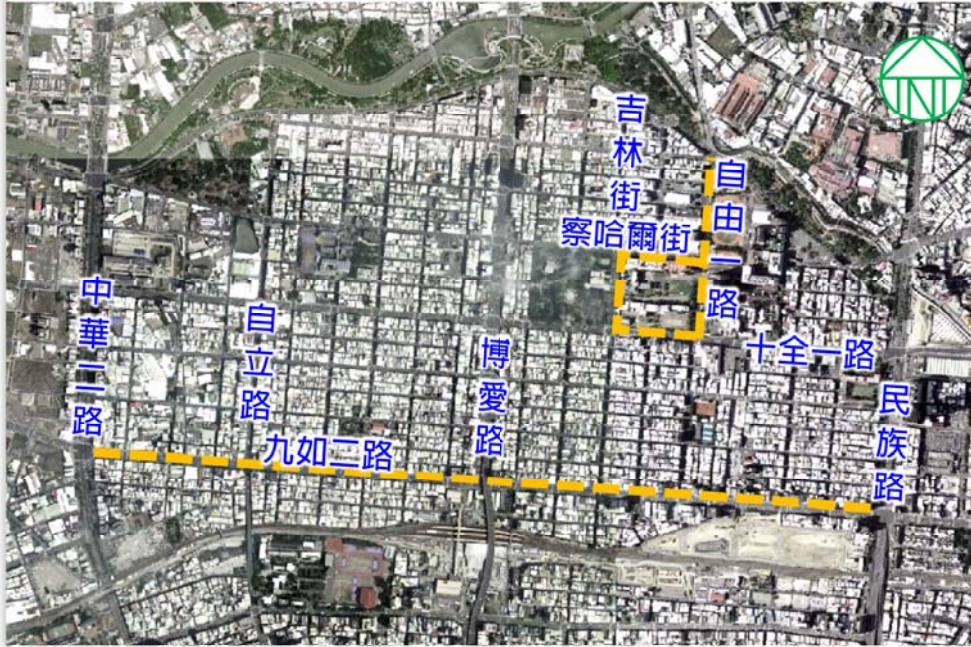 吉林街
察哈爾街
自由一路
中華二路
自立路
博愛路
十全一路
民族路
九如二路